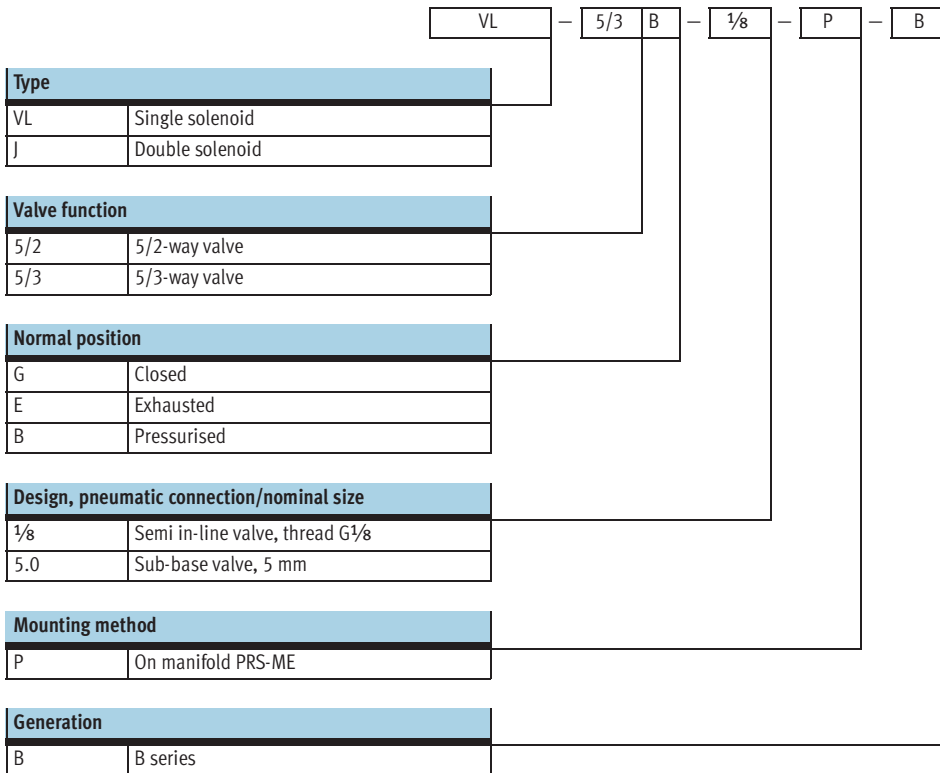 VL – 5/3 B – ⅛ – P – B
Type
VL Single solenoid
J Double solenoid
Valve function
5/2 5/2-way valve
5/3 5/3-way valve
Normal position
G Closed
E Exhausted
B Pressurised
Design, pneumatic connection/nominal size
⅛ Semi in-line valve, thread G⅛
5.0 Sub-base valve, 5 mm
Mounting method
P On manifold PRS-ME
Generation
B B series